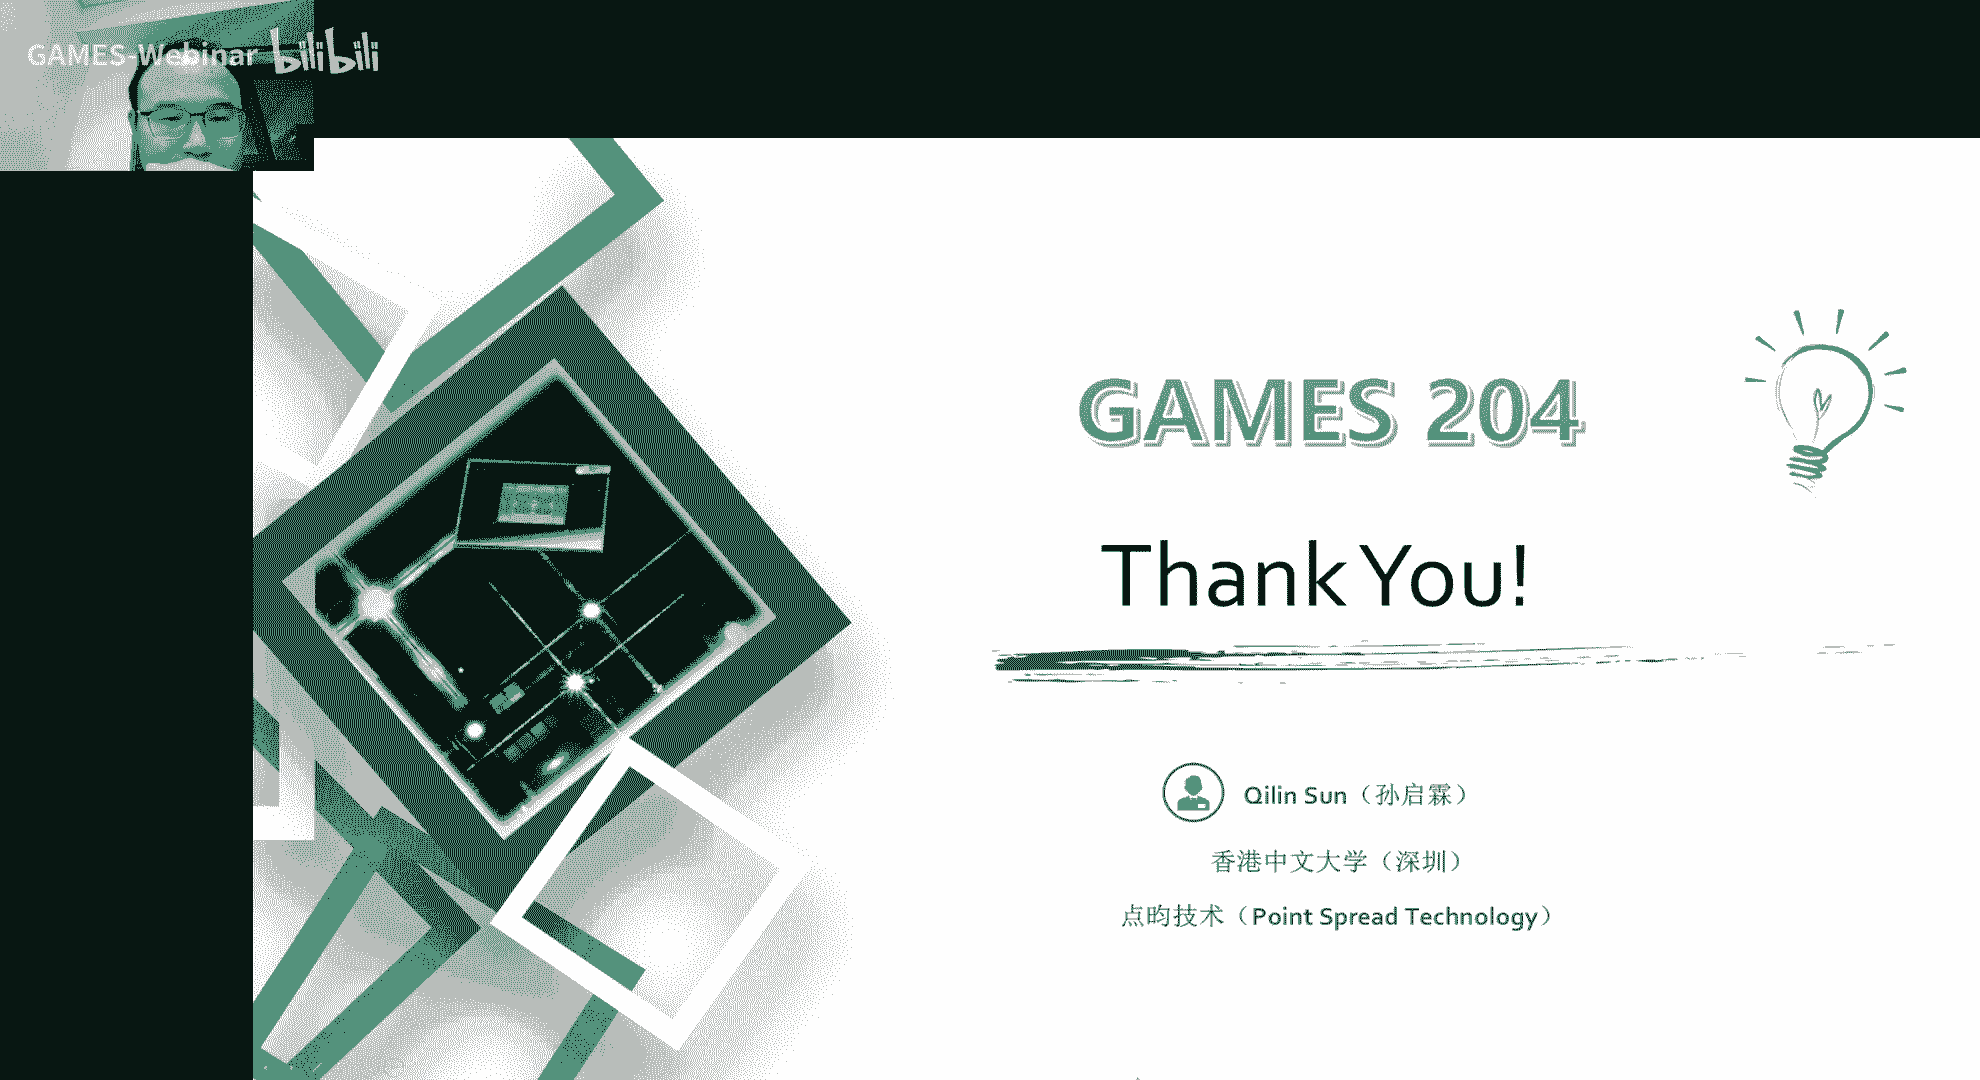 GAMES-Webinar bilibili
GAMES 204
Thank You!
Qilin Sun（孙启霖）
香港中文大学（深圳）
点昀技术（Point Spread Technology）